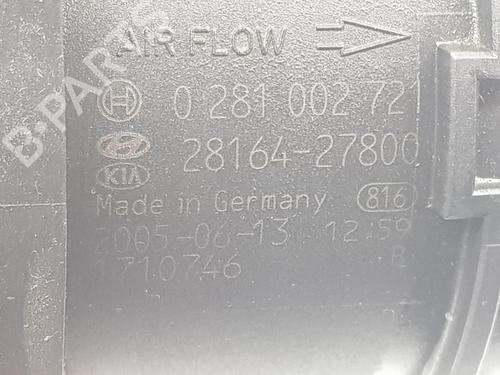 AIR FLOW
0 281 002 721
28164-27800
KIA
Made in Germany 816
2005-06-13 12:59
1710746 B
B-PARTS